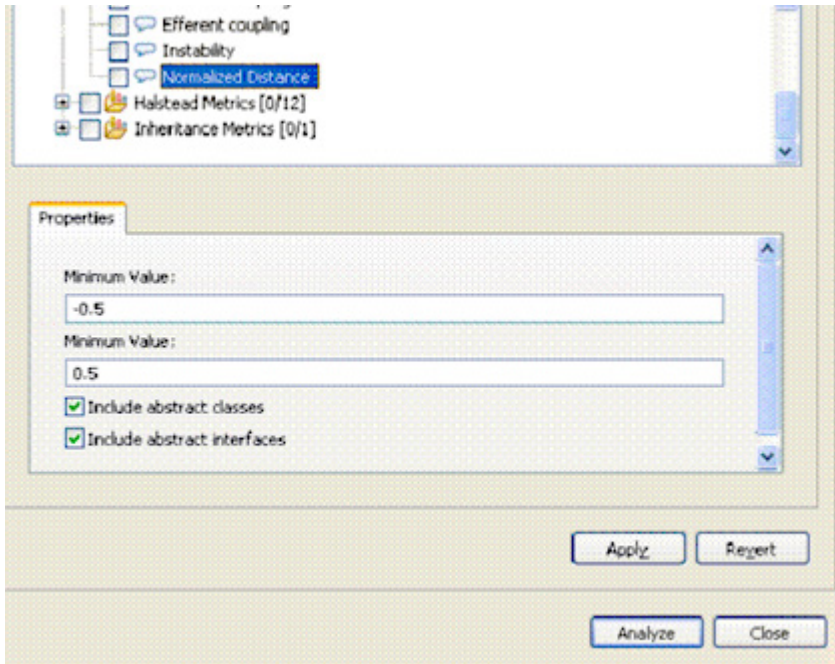 Efferent coupling
Instability
Normalized Distance
Halstead Metrics [0/12]
Inheritance Metrics [0/1]
Properties
Minimum Value:
-0.5
Minimum Value:
0.5
Include abstract classes
Include abstract interfaces
Apply Revert
Analyze Close